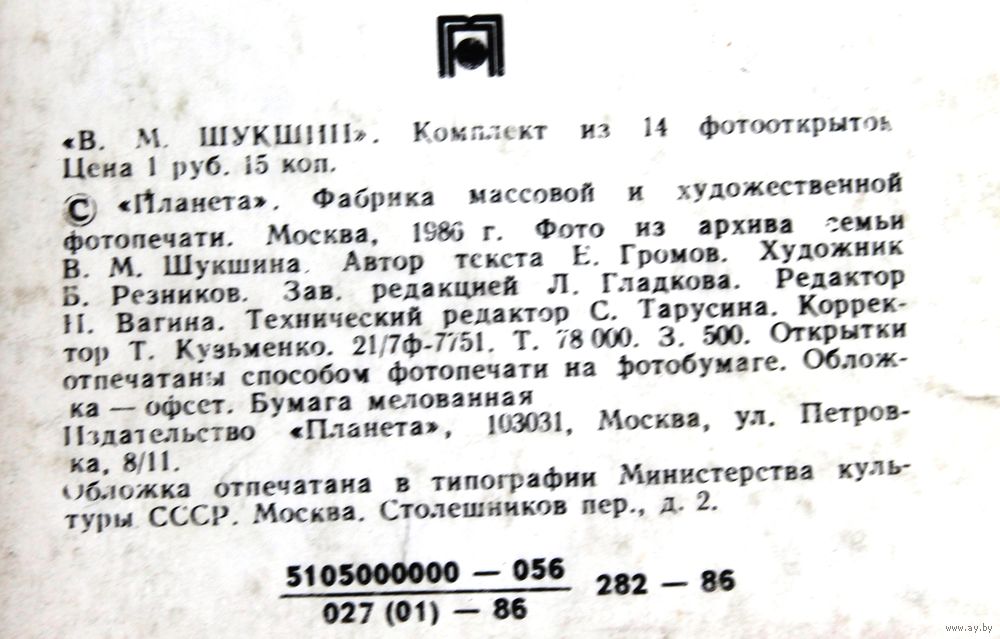 «В. М. ШУКШИН». Комплект из 14 фотооткрыток
Цена 1 руб. 15 коп.
© «Планета». Фабрика массовой и художественной
фотопечати. Москва, 1986 г. Фото из архива семьи
В. М. Шукшина. Автор текста Е. Громов. Художник
Б. Резников. Зав. редакцией Л. Гладкова. Редактор
Н. Вагина. Технический редактор С. Тарусина. Коррек-
тор Т. Кузьменко. 21/7ф-7751. Т. 78 000. З. 500. Открытки
отпечатаны способом фотопечати на фотобумаге. Облож-
ка — офсет. Бумага мелованная
Издательство «Планета», 103031, Москва, ул. Петров-
ка, 8/11.
Обложка отпечатана в типографии Министерства куль-
туры СССР. Москва. Столешников пер., д. 2.
5105000000 — 056
027 (01) — 86
282 — 86
www.ay.by